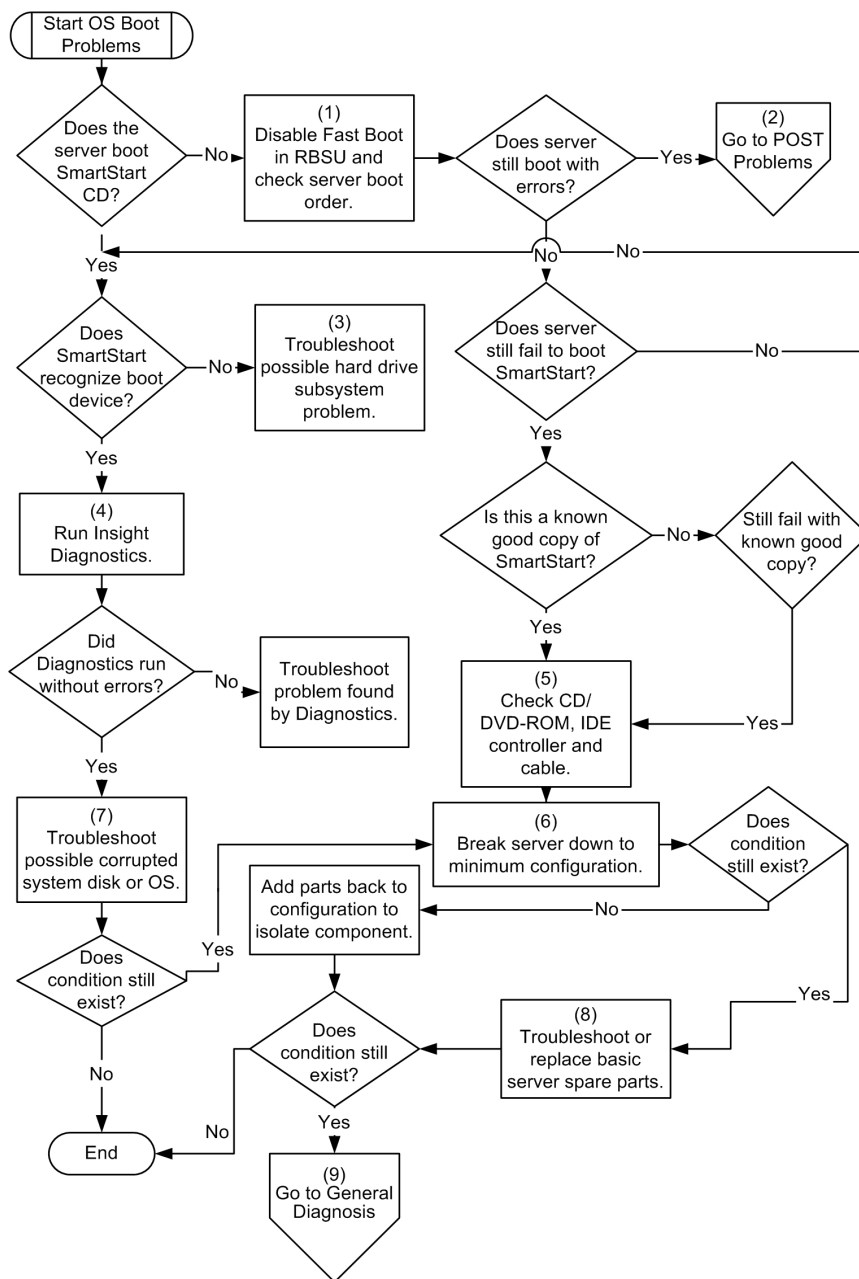 Start OS Boot
Problems
Does the
server boot
SmartStart
CD?
No
(1)
Disable Fast Boot
in RBSU and
check server boot
order.
Does server
still boot with
errors?
Yes
(2)
Go to POST
Problems
Yes
No
No
Does
SmartStart
recognize boot
device?
No
(3)
Troubleshoot
possible hard drive
subsystem
problem.
Does server
still fail to boot
SmartStart?
No
Yes
Yes
(4)
Run Insight
Diagnostics.
Is this a known
good copy of
SmartStart?
No
Still fail with
known good
copy?
Did
Diagnostics run
without errors?
No
Troubleshoot
problem found
by Diagnostics.
Yes
(5)
Check CD/
DVD-ROM, IDE
controller and
cable.
Yes
Yes
(7)
Troubleshoot
possible corrupted
system disk or OS.
(6)
Break server down to
minimum configuration.
Does
condition
still exist?
Add parts back to
configuration to
isolate component.
No
Yes
Does
condition still
exist?
Yes
Does
condition still
exist?
(8)
Troubleshoot or
replace basic
server spare parts.
No
No
Yes
End
(9)
Go to General
Diagnosis